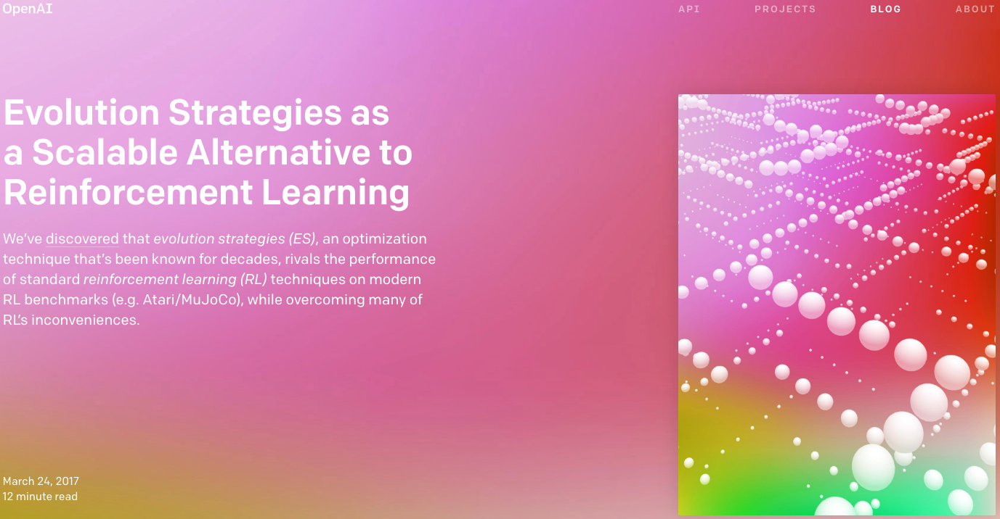 OpenAI
API PROJECTS BLOG ABOUT
Evolution Strategies as
a Scalable Alternative to
Reinforcement Learning
We’ve discovered that evolution strategies (ES), an optimization
technique that’s been known for decades, rivals the performance
of standard reinforcement learning (RL) techniques on modern
RL benchmarks (e.g. Atari/MuJoCo), while overcoming many of
RL’s inconveniences.
March 24, 2017
12 minute read